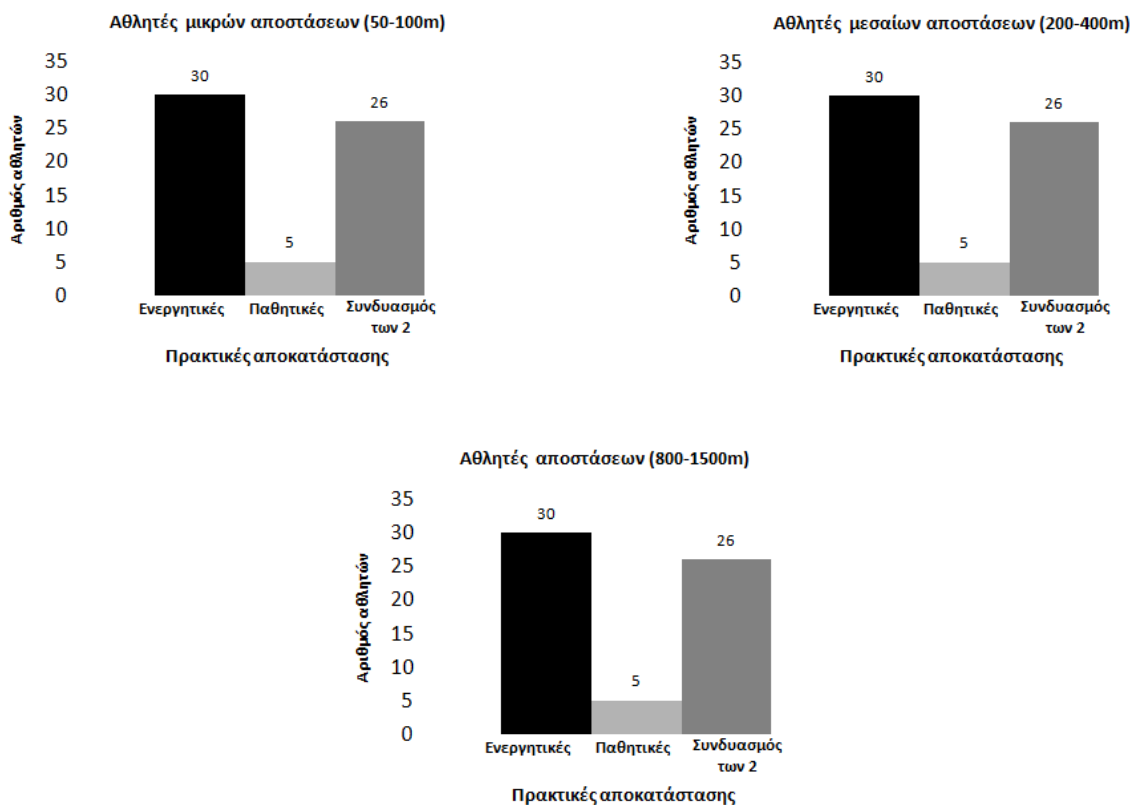 Αθλητές μικρών αποστάσεων (50-100m)
35
30
25
20
15
10
5
0
Αριθμός αθλητών
30
5
26
Ενεργητικές
Παθητικές
Συνδυασμός
των 2
Πρακτικές αποκατάστασης
Αθλητές μεσαίων αποστάσεων (200-400m)
35
30
25
20
15
10
5
0
Αριθμός αθλητών
30
5
26
Ενεργητικές
Παθητικές
Συνδυασμός
των 2
Πρακτικές αποκατάστασης
Αθλητές αποστάσεων (800-1500m)
35
30
25
20
15
10
5
0
Αριθμός αθλητών
30
5
26
Ενεργητικές
Παθητικές
Συνδυασμός
των 2
Πρακτικές αποκατάστασης